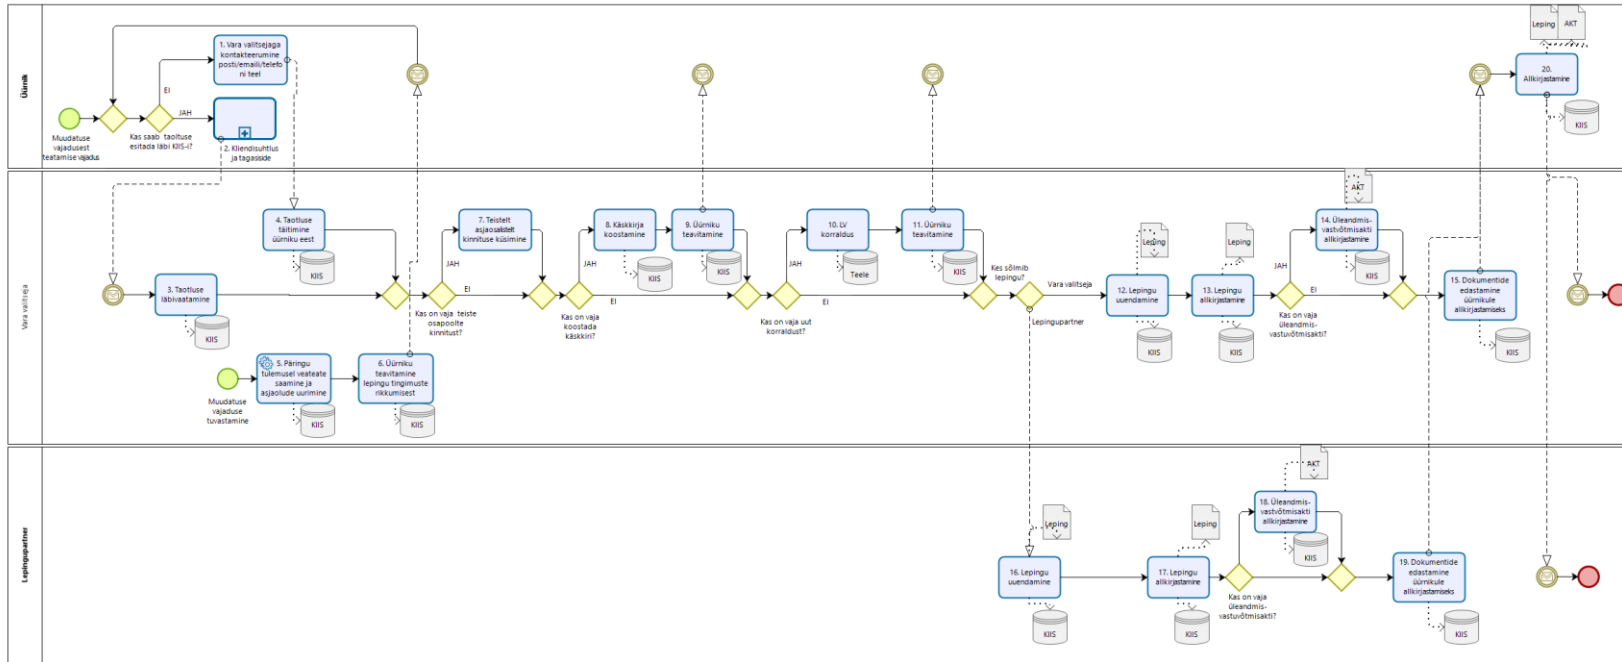 Üürnik
1. Vara valitsejaga
kontakteerumine
posti/emaili/telefo
ni teel
EI
JAH
Muudatuse
vajadusest
teatamise vajadus
Kas saab taoltuse
esitada läbi KIIS-i?
2. Kliendisuhtlus
ja tagasiside
Leping
AKT
20.
Allkirjastamine
KIIS
Vara valitseja
4. Taotluse
täitimine
üürniku eest
KIIS
3. Taotluse
läbivaatamine
KIIS
7. Teistelt
asjaosalistelt
kinnituse küsimine
JAH
EI
Kas on vaja teiste
osapoolte
kinnitust?
8. Käskkirja
koostamine
KIIS
9. Üürniku
teavitamine
KIIS
JAH
EI
Kas on vaja
koostada
käskkiri?
10. LV
korraldus
Teele
11. Üürniku
teavitamine
KIIS
JAH
EI
Kas on vaja uut
korraldust?
Kes sõlmib
lepingu?
Vara valitseja
Lepingupartner
Leping
12. Lepingu
uuendamine
KIIS
Leping
13. Lepingu
allkirjastamine
KIIS
AKT
14. Üleandmis-
vastvõtmisakti
allkirjastamine
KIIS
JAH
EI
Kas on vaja
üleandmis-
vastuvõtmisakti?
15. Dokumentide
edastamine
üürnikule
allkirjastamiseks
KIIS
Muudatuse
vajaduse
tuvastamine
5. Päringu
tulemusel veateate
saamine ja
asjaolude uurimine
KIIS
6. Üürniku
teavitamine
lepingu tingimuste
rikkumisest
KIIS
Lepingupartner
Leping
16. Lepingu
uuendamine
KIIS
Leping
17. Lepingu
allkirjastamine
KIIS
AKT
18. Üleandmis-
vastvõtmisakti
allkirjastamine
KIIS
Kas on vaja
üleandmis-
vastuvõtmisakti?
19. Dokumentide
edastamine
üürnikule
allkirjastamiseks
KIIS